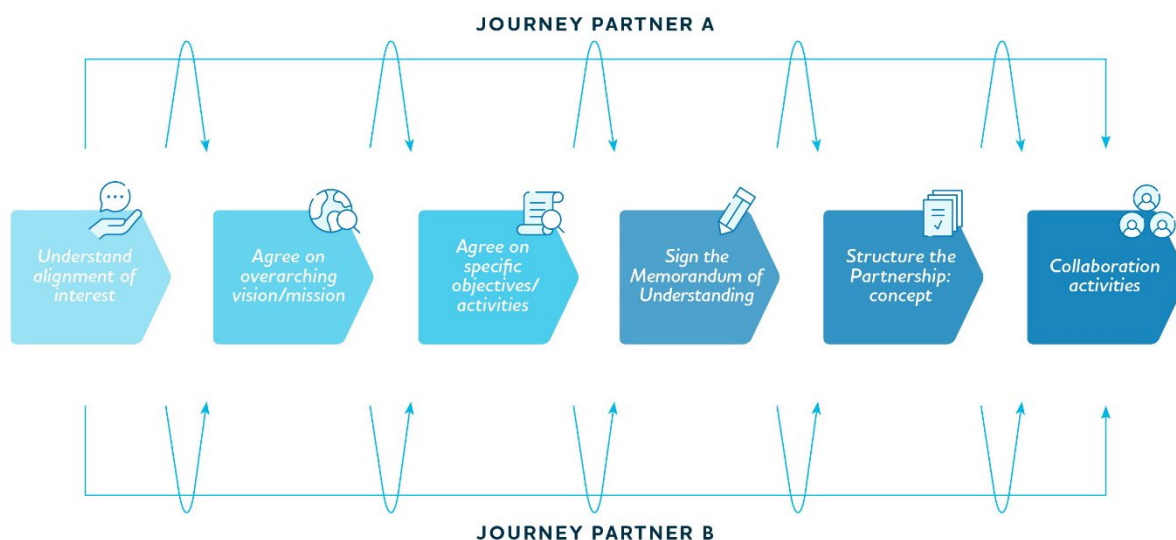 JOURNEY PARTNER A
Understand
alignment of
interest
Agree on
overarching
vision/mission
Agree on
specific
objectives/
activities
Sign the
Memorandum of
Understanding
Structure the
Partnership:
concept
Collaboration
activities
JOURNEY PARTNER B